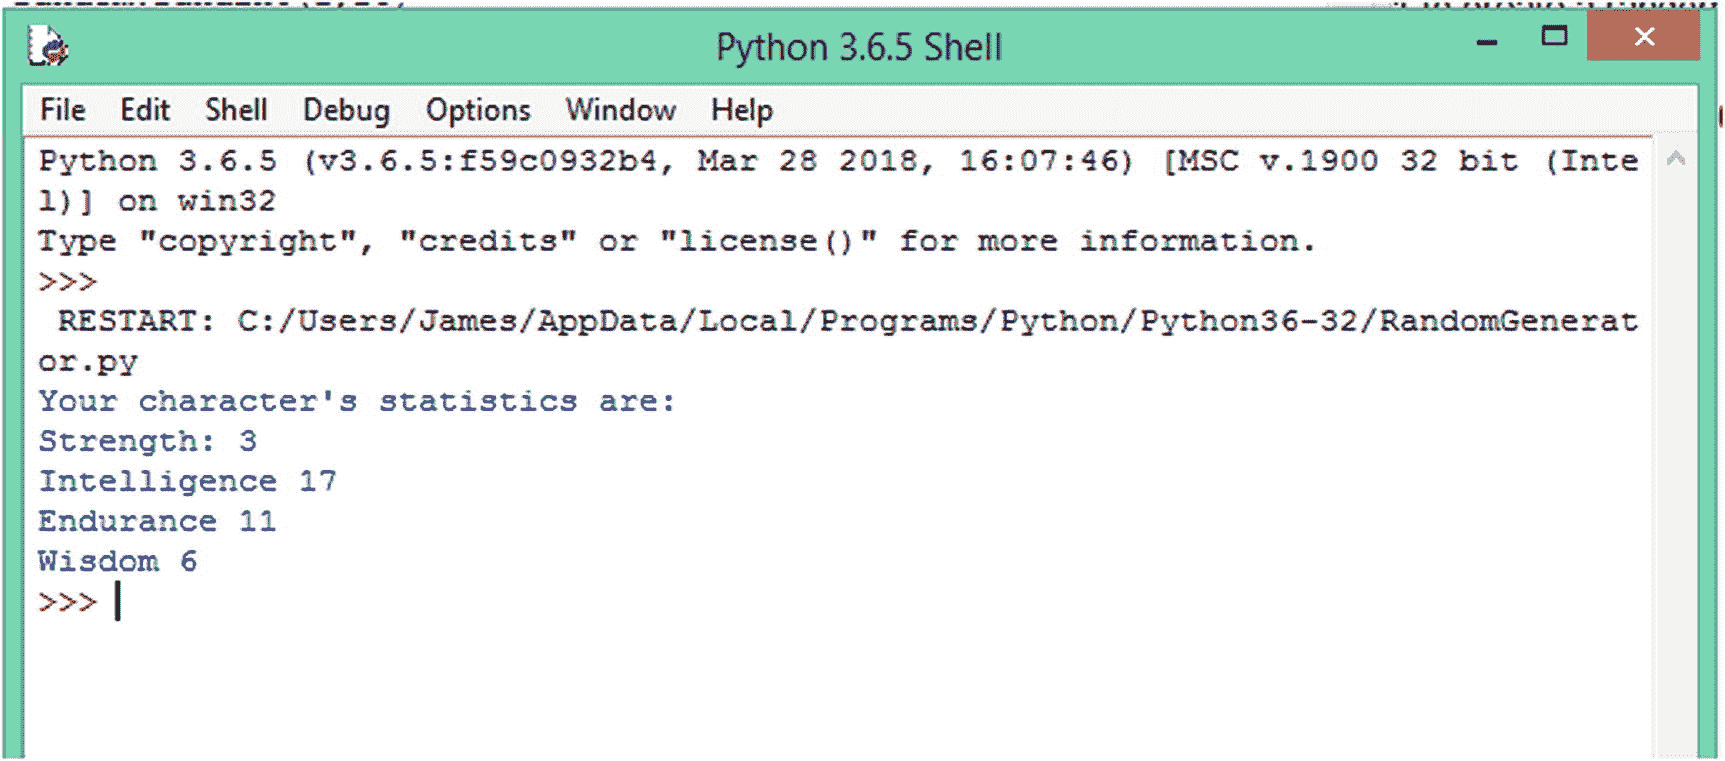 Python 3.6.5 Shell
File Edit Shell Debug Options Window Help
Python 3.6.5 (v3.6.5:f59c0932b4, Mar 28 2018, 16:07:46) [MSC v.1900 32 bit (Inte
l)] on win32
Type "copyright", "credits" or "license()" for more information.
>>>
RESTART: C:/Users/James/AppData/Local/Programs/Python/Python36-32/RandomGenerat
or.py
Your character's statistics are:
Strength: 3
Intelligence 17
Endurance 11
Wisdom 6
>>>